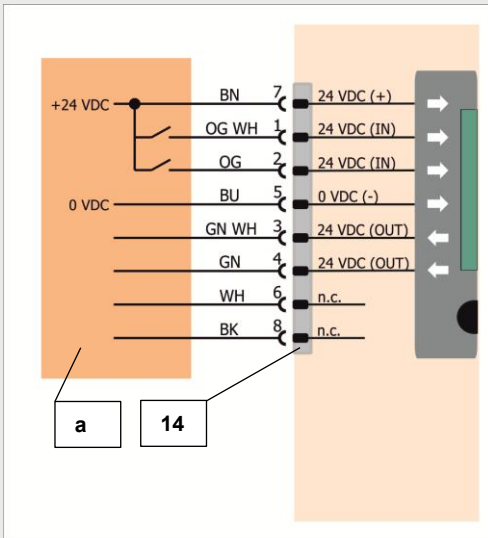 +24 VDC BN 7 24 VDC (+)
OG WH 1 24 VDC (IN)
OG 2 24 VDC (IN)
0 VDC BU 5 0 VDC (-)
GN WH 3 24 VDC (OUT)
GN 4 24 VDC (OUT)
WH 6 n.c.
BK 8 n.c.
a 14